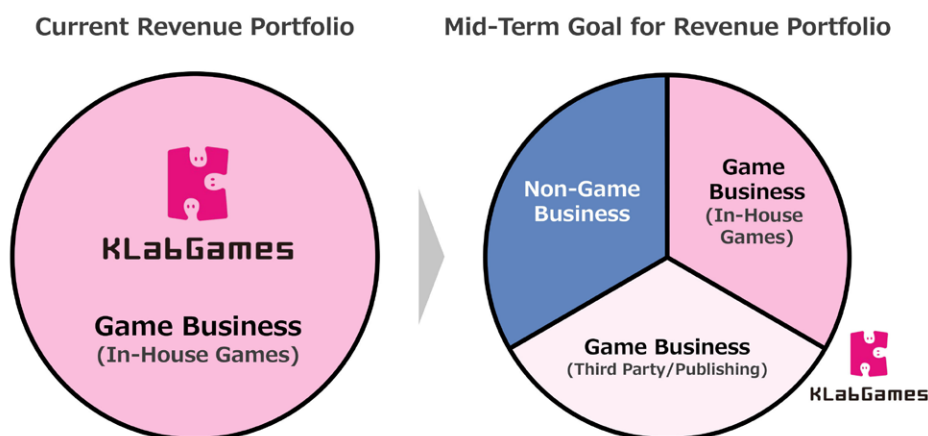 Current Revenue Portfolio
KLabGames
Game Business
(In-House Games)
Mid-Term Goal for Revenue Portfolio
Non-Game
Business
Game
Business
(In-House
Games)
Game Business
(Third Party/Publishing)
KLabGames